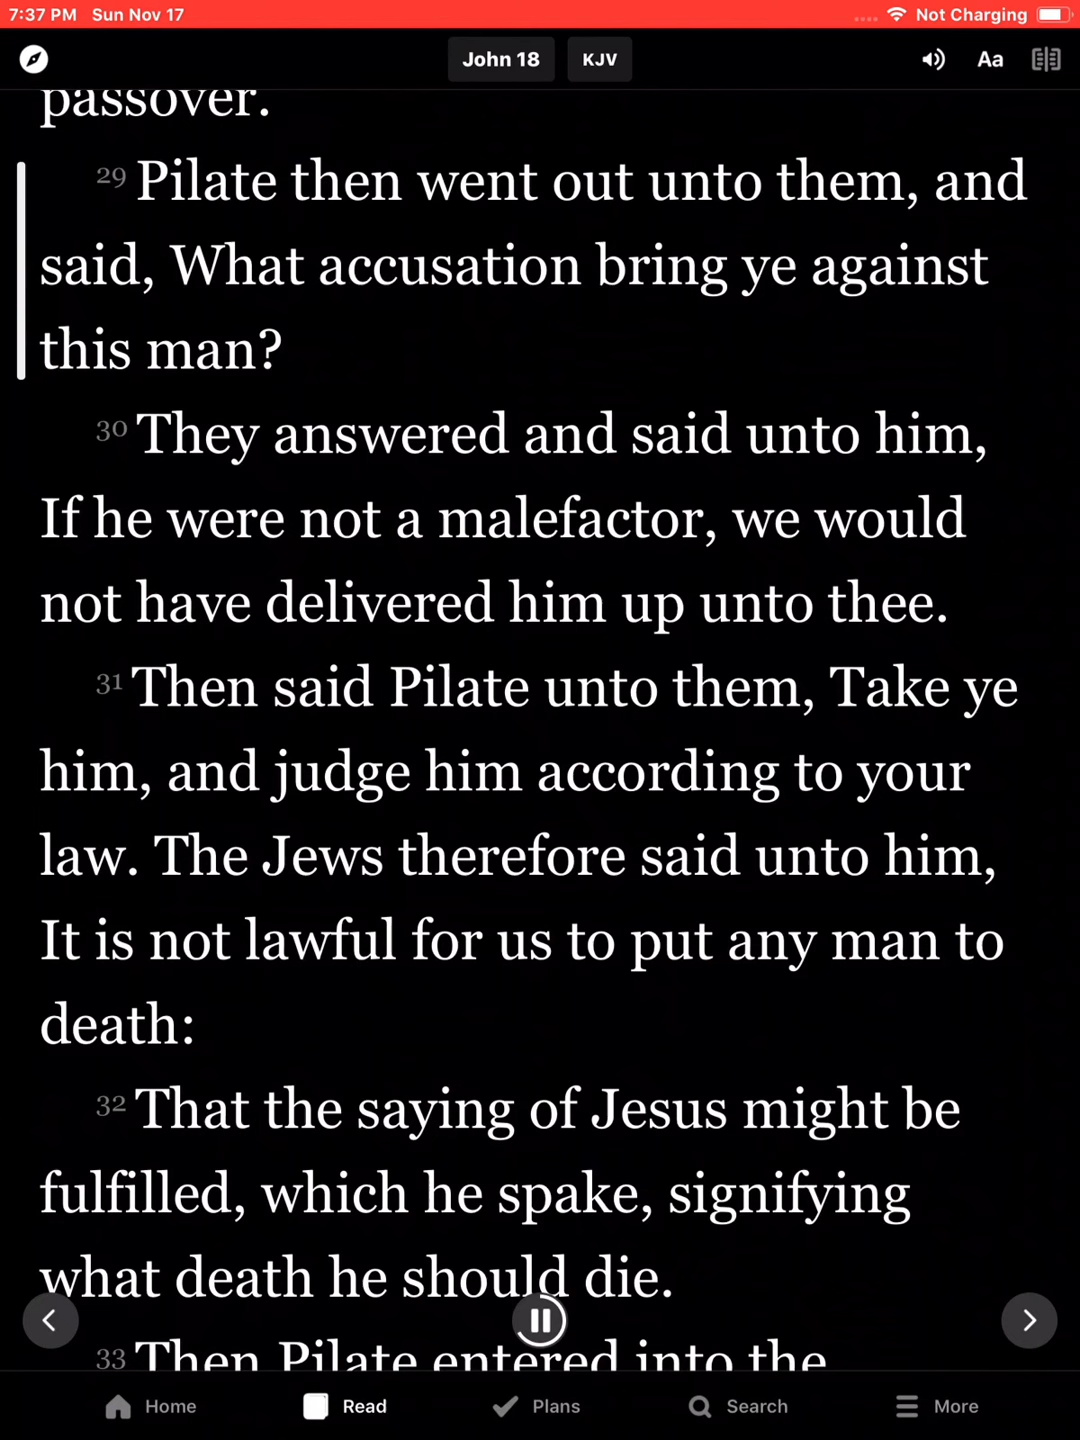 7:37 PM Sun Nov 17 Not Charging
John 18 KJV Aa
passover.
29 Pilate then went out unto them, and
said, What accusation bring ye against
this man?
30 They answered and said unto him,
If he were not a malefactor, we would
not have delivered him up unto thee.
31 Then said Pilate unto them, Take ye
him, and judge him according to your
law. The Jews therefore said unto him,
It is not lawful for us to put any man to
death:
32 That the saying of Jesus might be
fulfilled, which he spake, signifying
what death he should die.
33 Then Pilate entered into the
Home Read Plans Search More